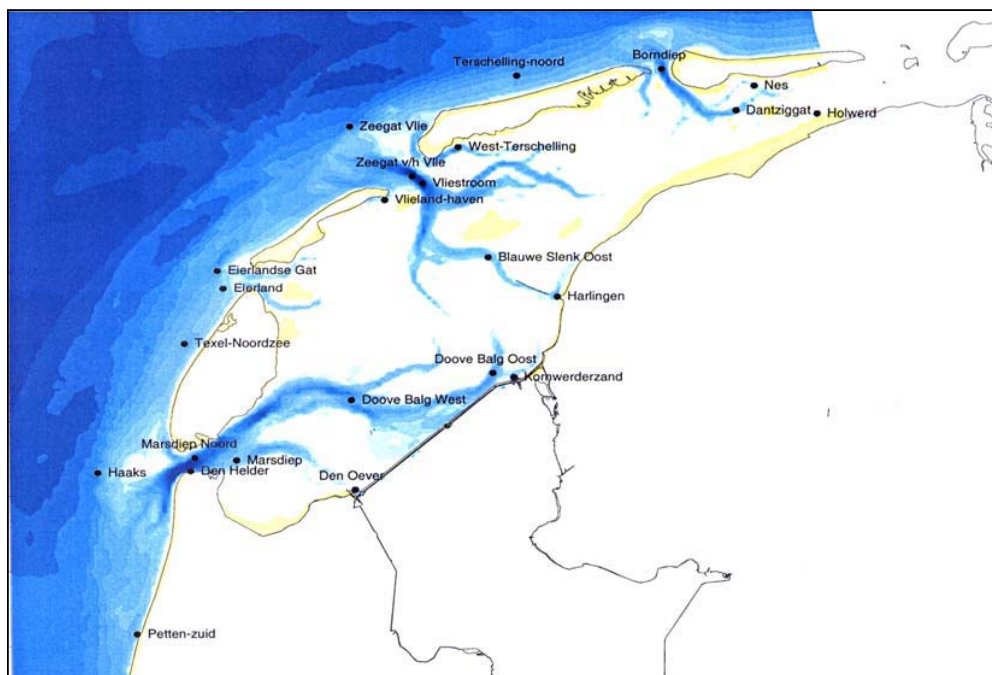 Borndiep
Terschelling-noord
Nes
Dantziggat
Holwerd
Zeegat Vlie
West-Terschelling
Zeegat v/h Vlie
Vliestroom
Vlieland-haven
Blauwe Slenk Oost
Eierlandse Gat
Eierland
Harlingen
Texel-Noordzee
Doove Balg Oost
Kornwerderzand
Doove Balg West
Marsdiep Noord
Marsdiep
Haaks
Den Helder
Den Oever
Petten-zuid